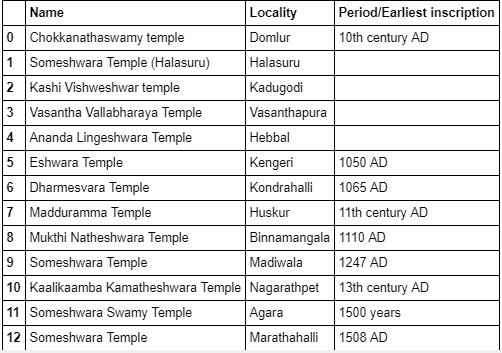 Name Locality Period/Earliest inscription
0 Chokkanathaswamy temple Domlur 10th century AD
1 Someshwara Temple (Halasuru) Halasuru
2 Kashi Vishweshwar temple Kadugodi
3 Vasantha Vallabharaya Temple Vasanthapura
4 Ananda Lingeshwara Temple Hebbal
5 Eshwara Temple Kengeri 1050 AD
6 Dharmesvara Temple Kondrahalli 1065 AD
7 Madduramma Temple Huskur 11th century AD
8 Mukthi Natheshwara Temple Binnamangala 1110 AD
9 Someshwara Temple Madiwala 1247 AD
10 Kaalikaamba Kamatheshwara Temple Nagarathpet 13th century AD
11 Someshwara Swamy Temple Agara 1500 years
12 Someshwara Temple Marathahalli 1508 AD